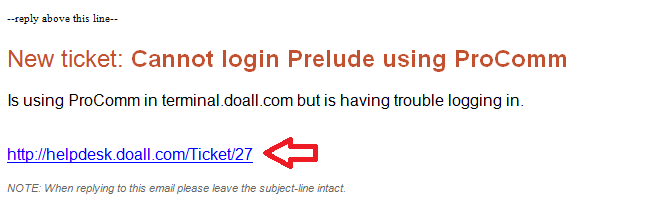 --reply above this line--
New ticket: Cannot login Prelude using ProComm
Is using ProComm in terminal.doall.com but is having trouble logging in.
http://helpdesk.doall.com/Ticket/27
NOTE: When replying to this email please leave the subject-line intact.